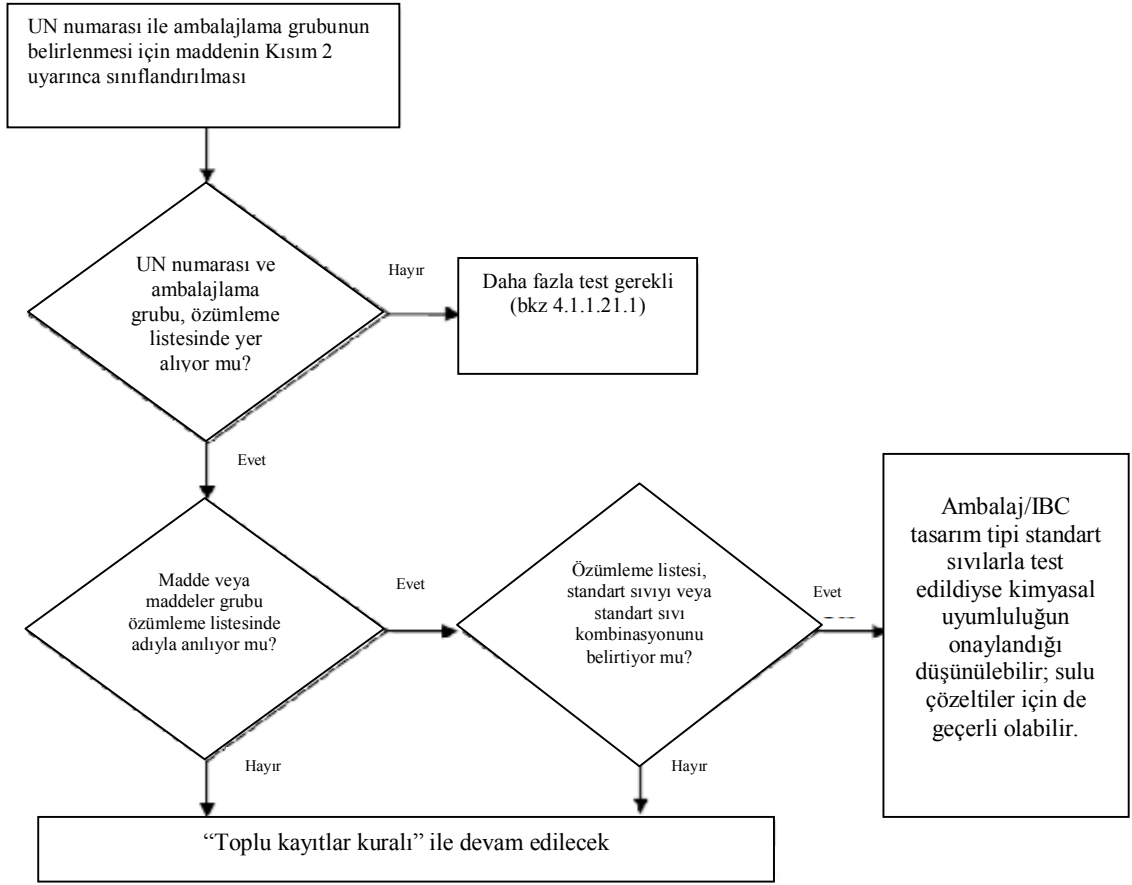 UN numarası ile ambalajlama grubunun
belirlenmesi için maddenin Kısım 2
uyarınca sınıflandırılması
UN numarası ve
ambalajlama
grubu, özümleme
listesinde yer
alıyor mu?
Hayır
Daha fazla test gerekli
(bkz 4.1.1.21.1)
Evet
Madde veya
maddeler grubu
özümleme listesinde
adıyla anılıyor mu?
Evet
Özümleme listesi,
standart sıvıyı veya
standart sıvı
kombinasyonunu
belirtiyor mu?
Evet
Ambalaj/IBC
tasarım tipi standart
sıvılarla test
edildiyse kimyasal
uyumluluğun
onaylandığı
düşünülebilir; sulu
çözeltiler için de
geçerli olabilir.
Hayır
Hayır
“Toplu kayıtlar kuralı” ile devam edilecek